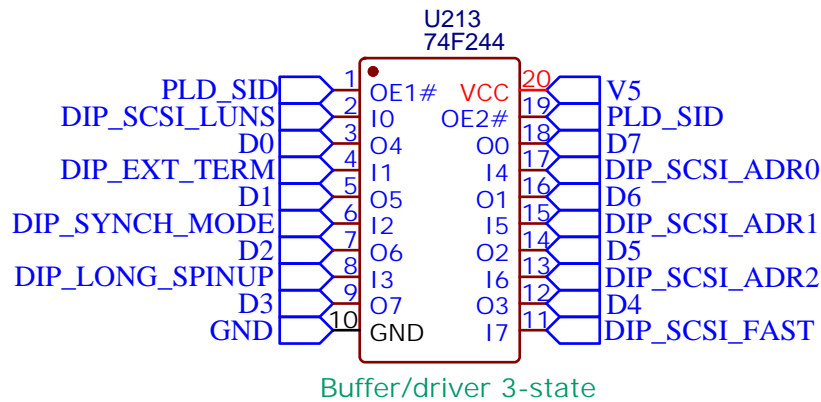 U213
74F244
PLD_SID 1 OE1# VCC 20 V5
DIP_SCSI_LUNS 2 I0 OE2# 19 PLD_SID
D0 3 O4 O0 18 D7
DIP_EXT_TERM 4 I1 I4 17 DIP_SCSI_ADR0
D1 5 O5 O1 16 D6
DIP_SYNCH_MODE 6 I2 I5 15 DIP_SCSI_ADR1
D2 7 O6 O2 14 D5
DIP_LONG_SPINUP 8 I3 I6 13 DIP_SCSI_ADR2
D3 9 O7 O3 12 D4
GND 10 GND I7 11 DIP_SCSI_FAST
Buffer/driver 3-state